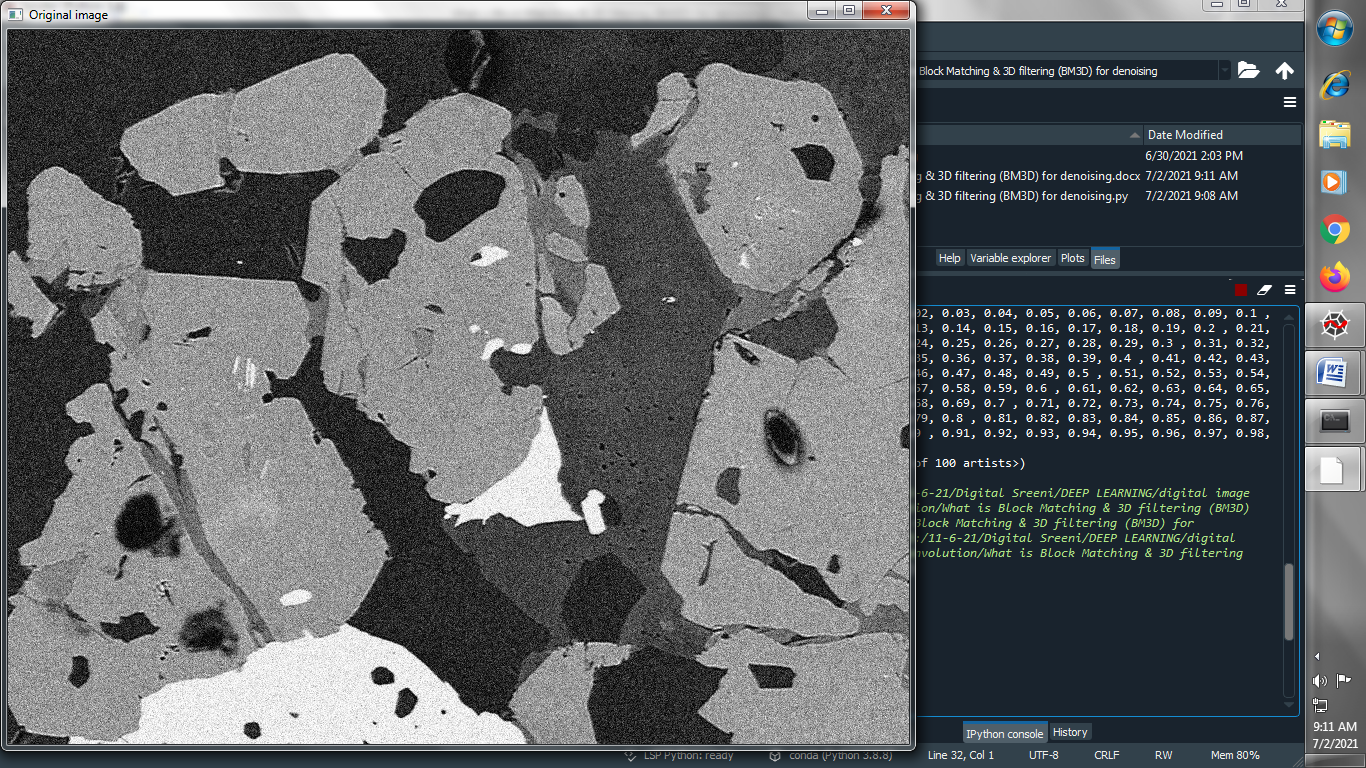 Original image
Block Matching & 3D filtering (BM3D) for denoising
Date Modified
6/30/2021 2:03 PM
g & 3D filtering (BM3D) for denoising.docx 7/2/2021 9:11 AM
g & 3D filtering (BM3D) for denoising.py 7/2/2021 9:08 AM
Help Variable explorer Plots Files
02, 0.03, 0.04, 0.05, 0.06, 0.07, 0.08, 0.09, 0.1 ,
13, 0.14, 0.15, 0.16, 0.17, 0.18, 0.19, 0.2 , 0.21,
24, 0.25, 0.26, 0.27, 0.28, 0.29, 0.3 , 0.31, 0.32,
35, 0.36, 0.37, 0.38, 0.39, 0.4 , 0.41, 0.42, 0.43,
46, 0.47, 0.48, 0.49, 0.5 , 0.51, 0.52, 0.53, 0.54,
57, 0.58, 0.59, 0.6 , 0.61, 0.62, 0.63, 0.64, 0.65,
68, 0.69, 0.7 , 0.71, 0.72, 0.73, 0.74, 0.75, 0.76,
79, 0.8 , 0.81, 0.82, 0.83, 0.84, 0.85, 0.86, 0.87,
9 , 0.91, 0.92, 0.93, 0.94, 0.95, 0.96, 0.97, 0.98,
of 100 artists>)
-6-21/Digital Sreeni/DEEP LEARNING/digital image
ion/What is Block Matching & 3D filtering (BM3D)
Block Matching & 3D filtering (BM3D) for
:/11-6-21/Digital Sreeni/DEEP LEARNING/digital
nvolution/What is Block Matching & 3D filtering
IPython console History
LSP Python: ready conda (Python 3.8.8) Line 32, Col 1 UTF-8 CRLF RW Mem 80%
9:11 AM
7/2/2021